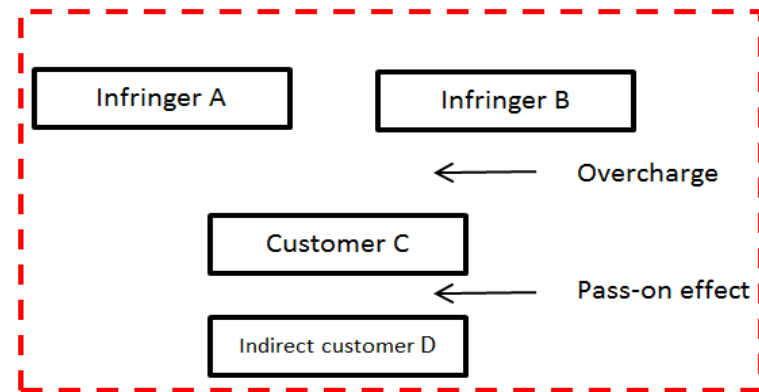 Infringer A
Infringer B
Overcharge
Customer C
Pass-on effect
Indirect customer D